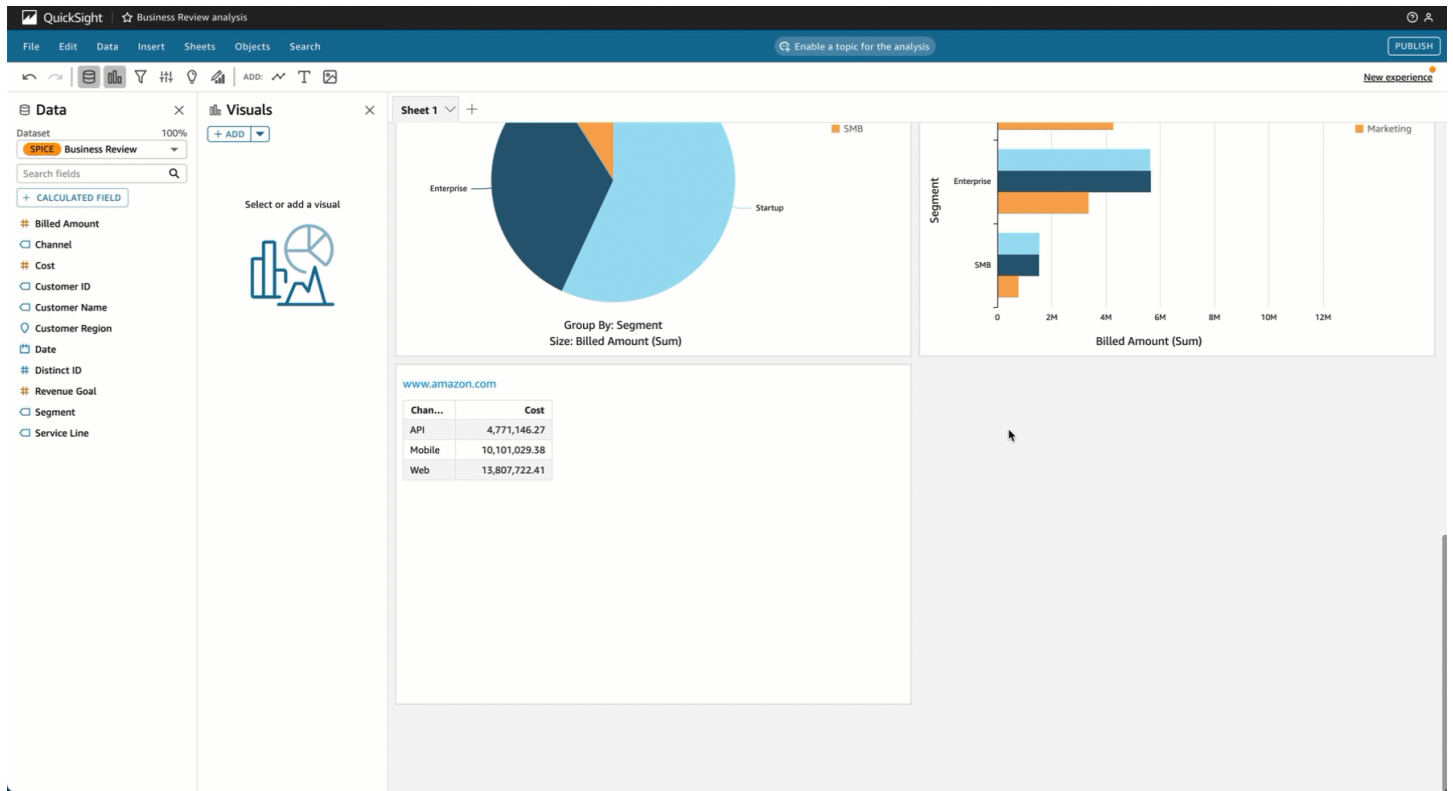 QuickSight
Business Review analysis
File Edit Data Insert Sheets Objects Search
Enable a topic for the analysis
PUBLISH
ADD:
New experience
Data
Dataset 100%
SPICE Business Review
Search fields
+ CALCULATED FIELD
Billed Amount
Channel
Cost
Customer ID
Customer Name
Customer Region
Date
Distinct ID
Revenue Goal
Segment
Service Line
Visuals
+ ADD
Select or add a visual
Sheet 1
SMB
Enterprise
Startup
Group By: Segment
Size: Billed Amount (Sum)
Marketing
Segment
Enterprise
SMB
0 2M 4M 6M 8M 10M 12M
Billed Amount (Sum)
www.amazon.com
Chan... Cost
API 4,771,146.27
Mobile 10,101,029.38
Web 13,807,722.41